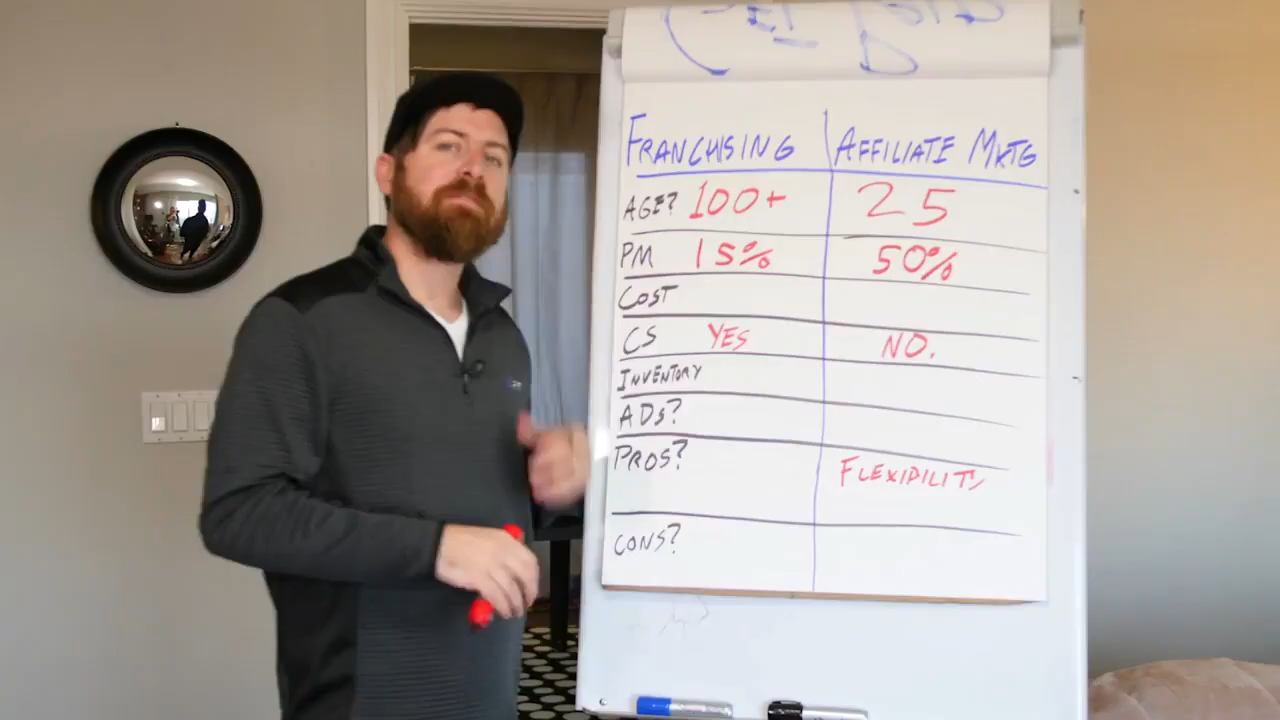 FRANCHISING AFFILIATE MKTG
AGE? 100+ 25
PM 15% 50%
COST
CS YES NO.
INVENTORY
ADS?
PROS? FLEXIBILITY
CONS?